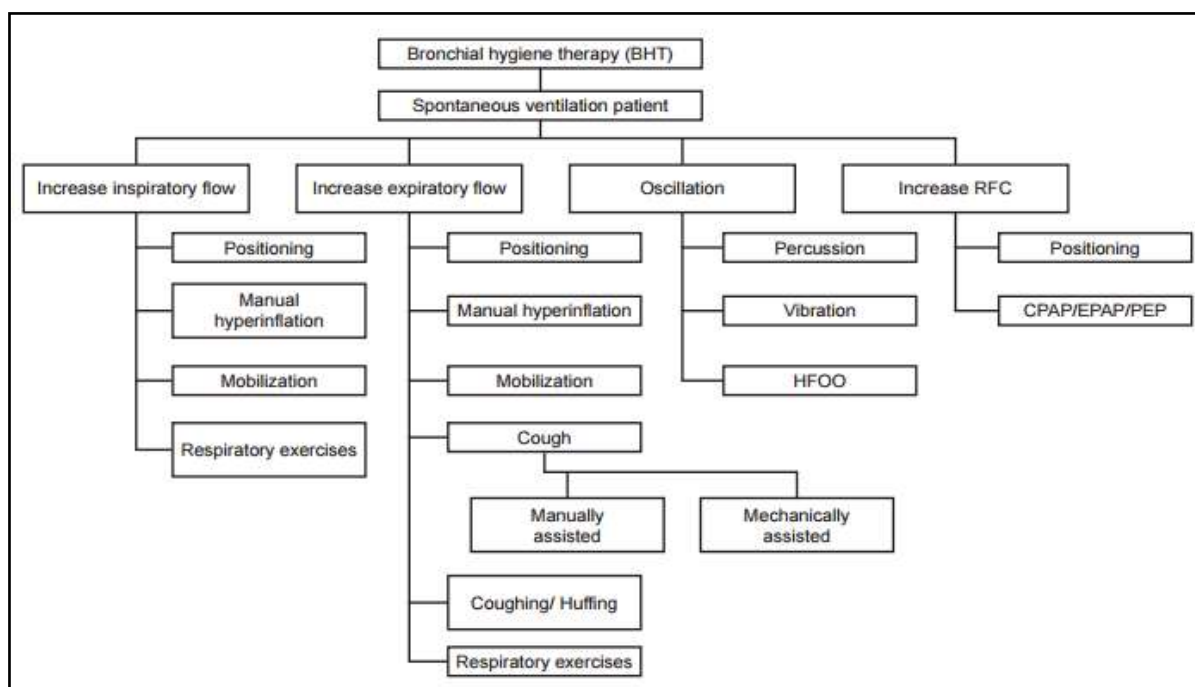 Bronchial hygiene therapy (BHT)
Spontaneous ventilation patient
Increase inspiratory flow
Positioning
Manual
hyperinflation
Mobilization
Respiratory exercises
Increase expiratory flow
Positioning
Manual hyperinflation
Mobilization
Cough
Manually
assisted
Mechanically
assisted
Coughing/ Huffing
Respiratory exercises
Oscillation
Percussion
Vibration
HFOO
Increase RFC
Positioning
CPAP/EPAP/PEP